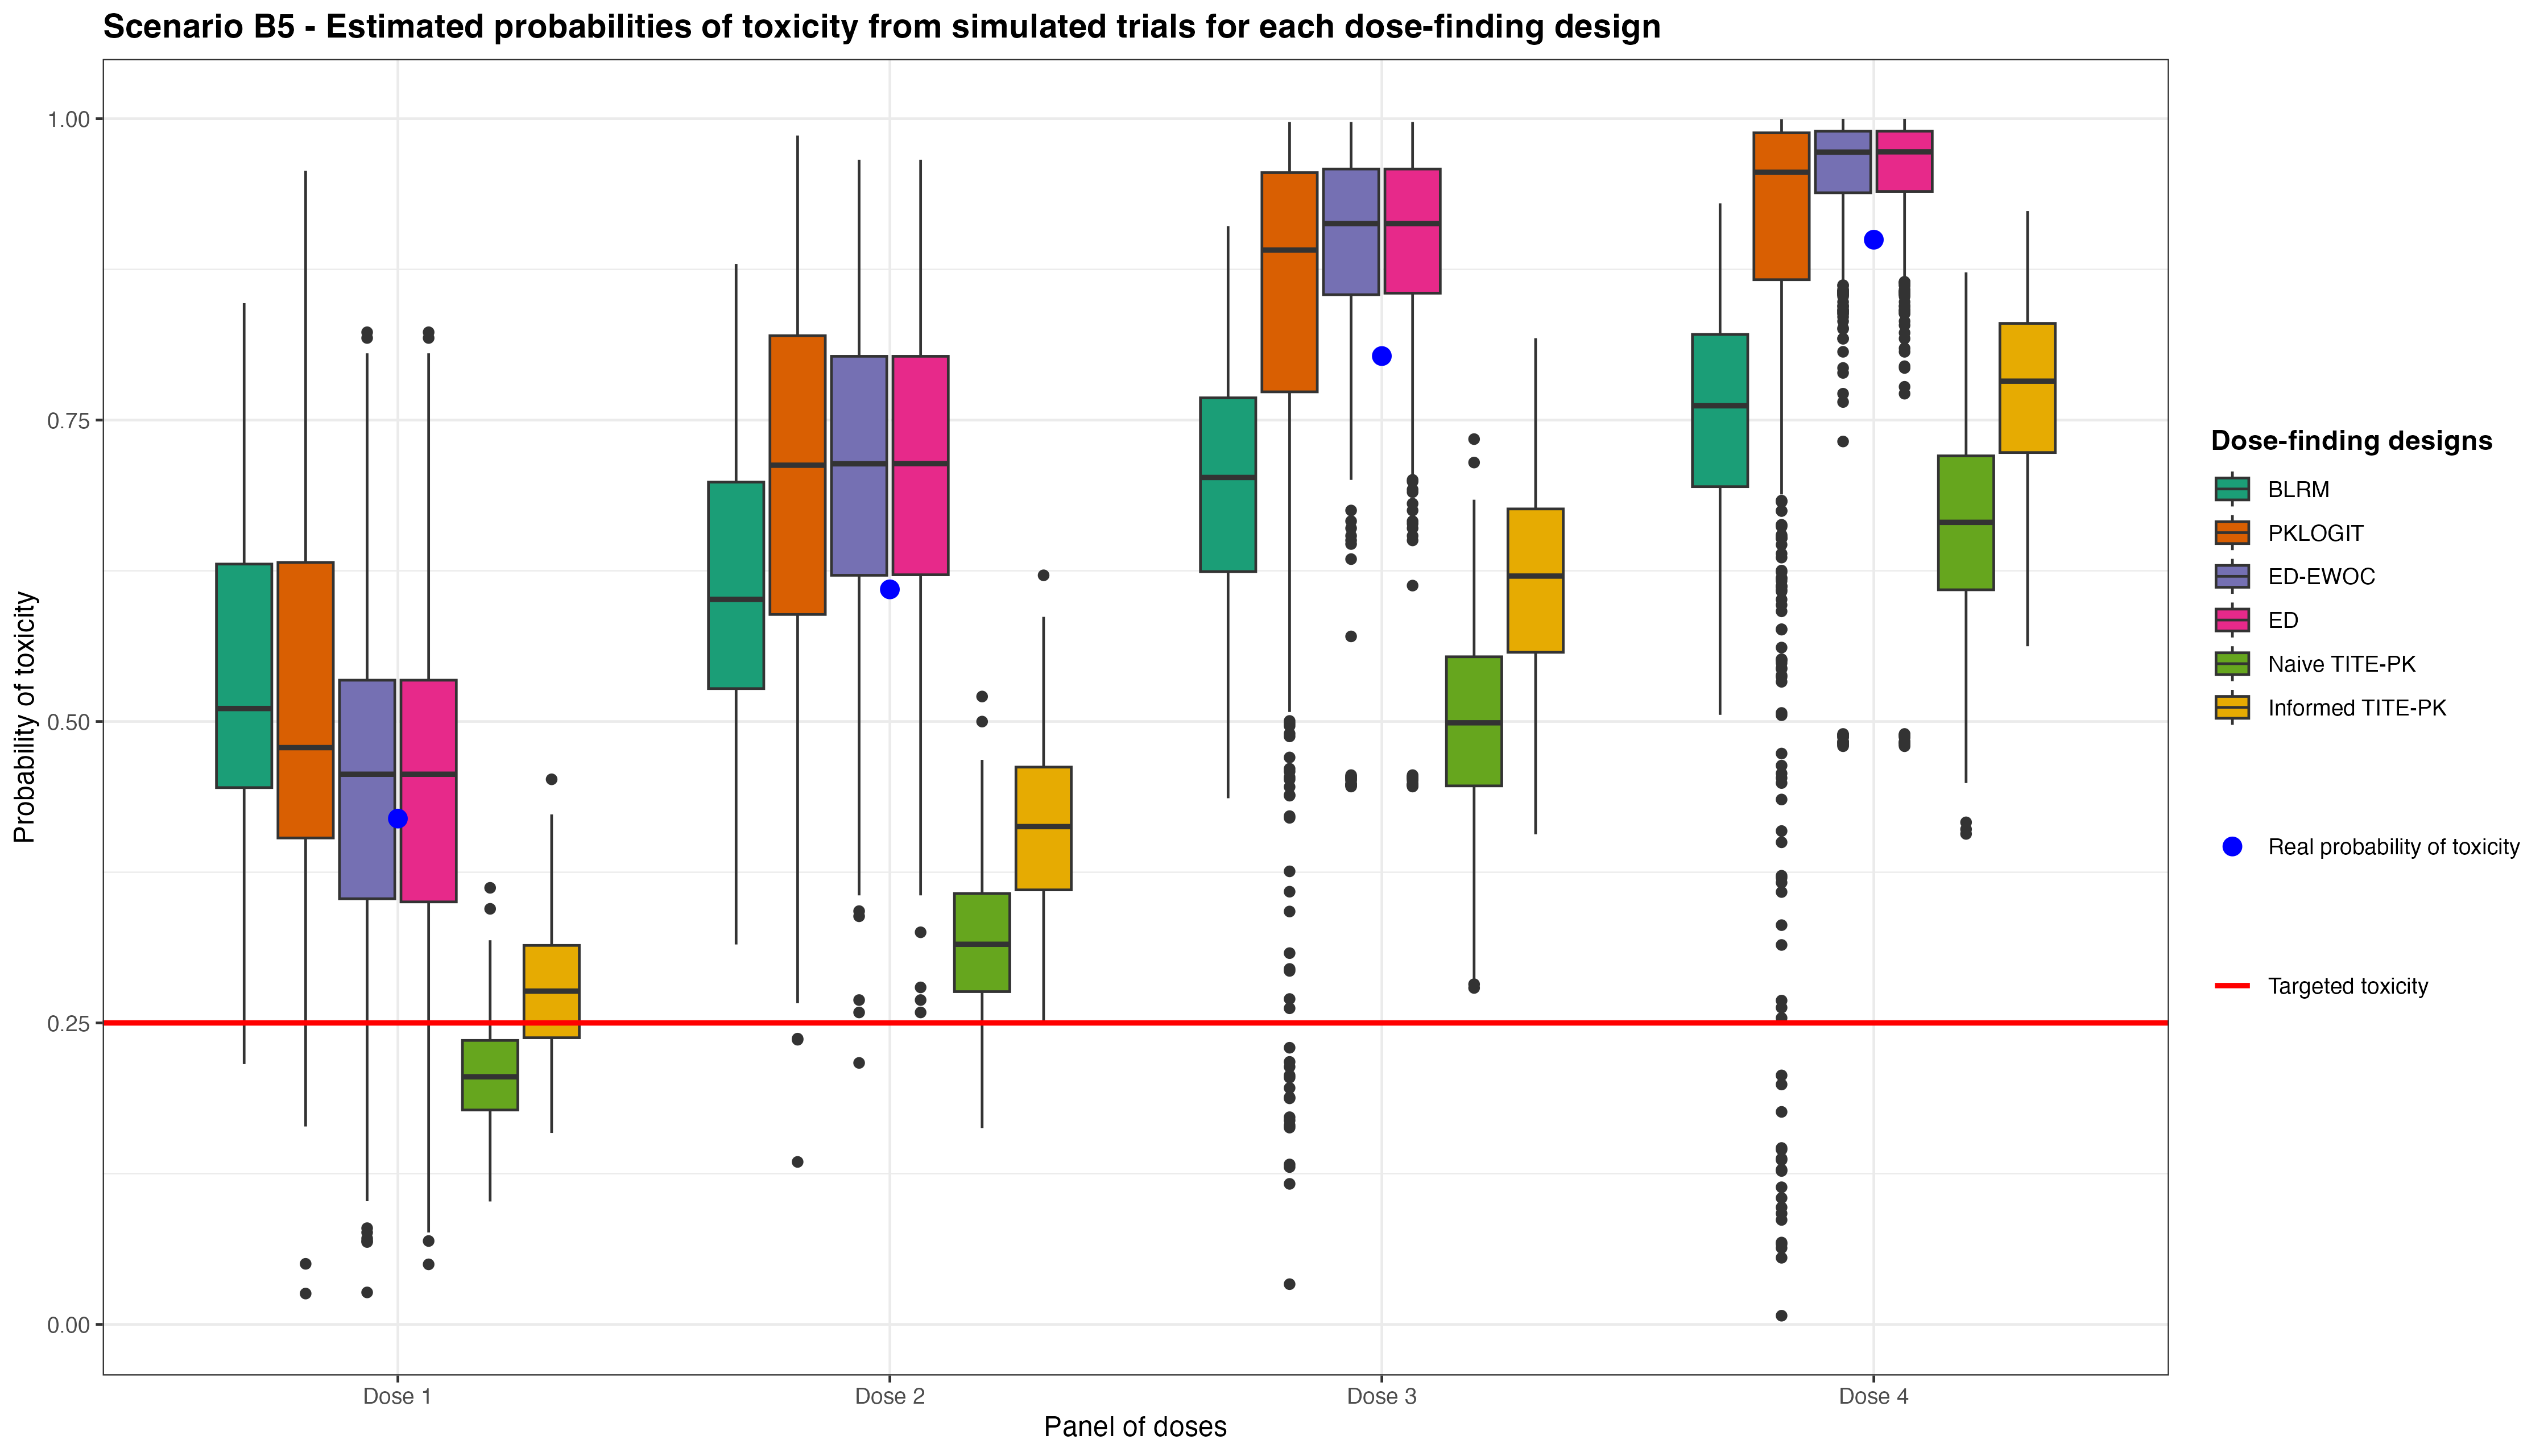 Scenario B5 - Estimated probabilities of toxicity from simulated trials for each dose-finding design
Probability of toxicity
1.00
0.75
0.50
0.25
0.00
Dose 1
Dose 2
Dose 3
Dose 4
Panel of doses
Dose-finding designs
BLRM
PKLOGIT
ED-EWOC
ED
Naive TITE-PK
Informed TITE-PK
Real probability of toxicity
Targeted toxicity